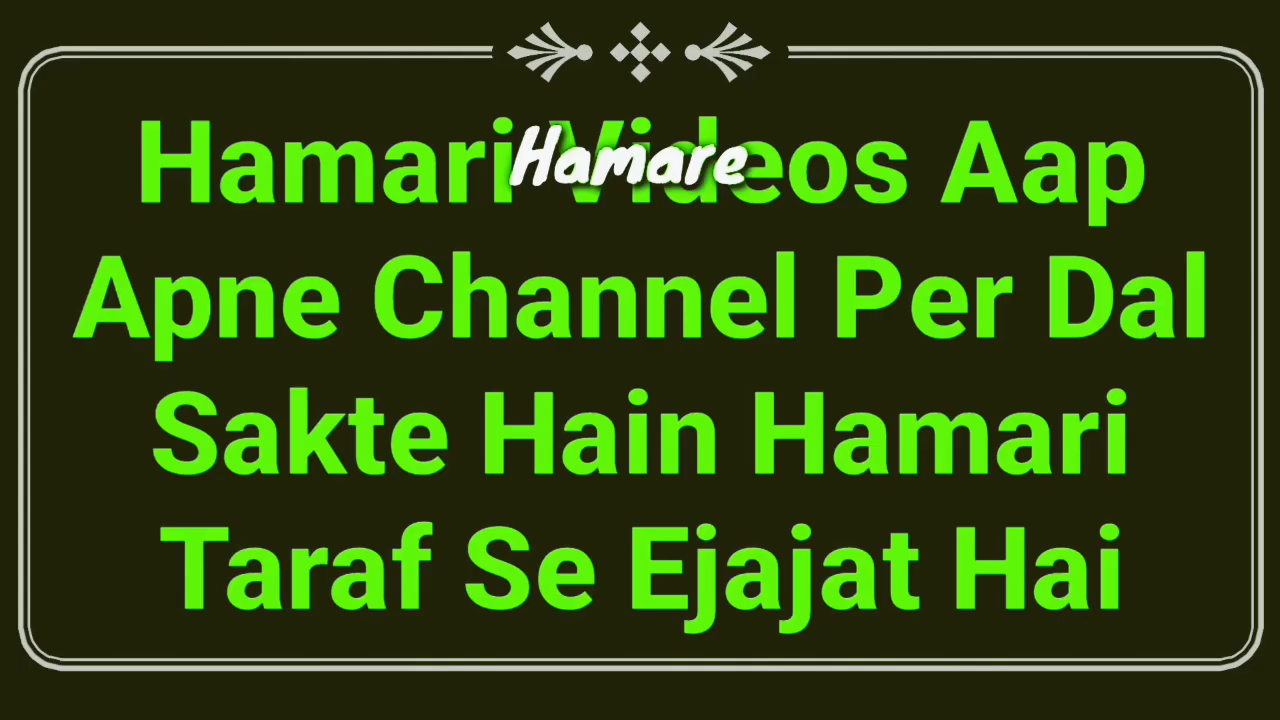 Hamari Videos Aap
Hamare
Apne Channel Per Dal
Sakte Hain Hamari
Taraf Se Ejajat Hai